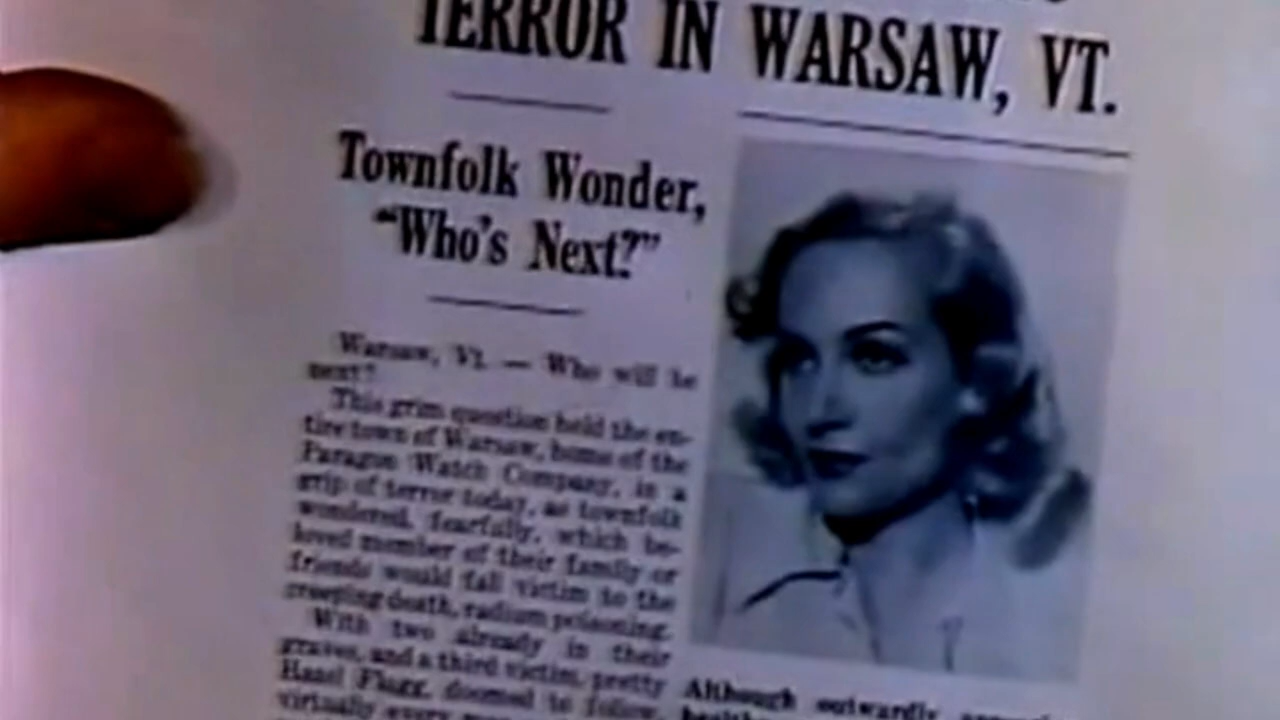 TERROR IN WARSAW, VT.
Townfolk Wonder,
"Who's Next?"
Warsaw, Vt. — Who will be
next?
This grim question held the en-
tire town of Warsaw, home of the
Paragon Watch Company, in a
grip of terror today, as townfolk
wondered, fearfully, which be-
loved member of their family or
friends would fall victim to the
creeping death, radium poisoning.
With two already in their
graves, and a third victim, pretty
Hazel Flagg, doomed to follow,
virtually every
Although outwardly